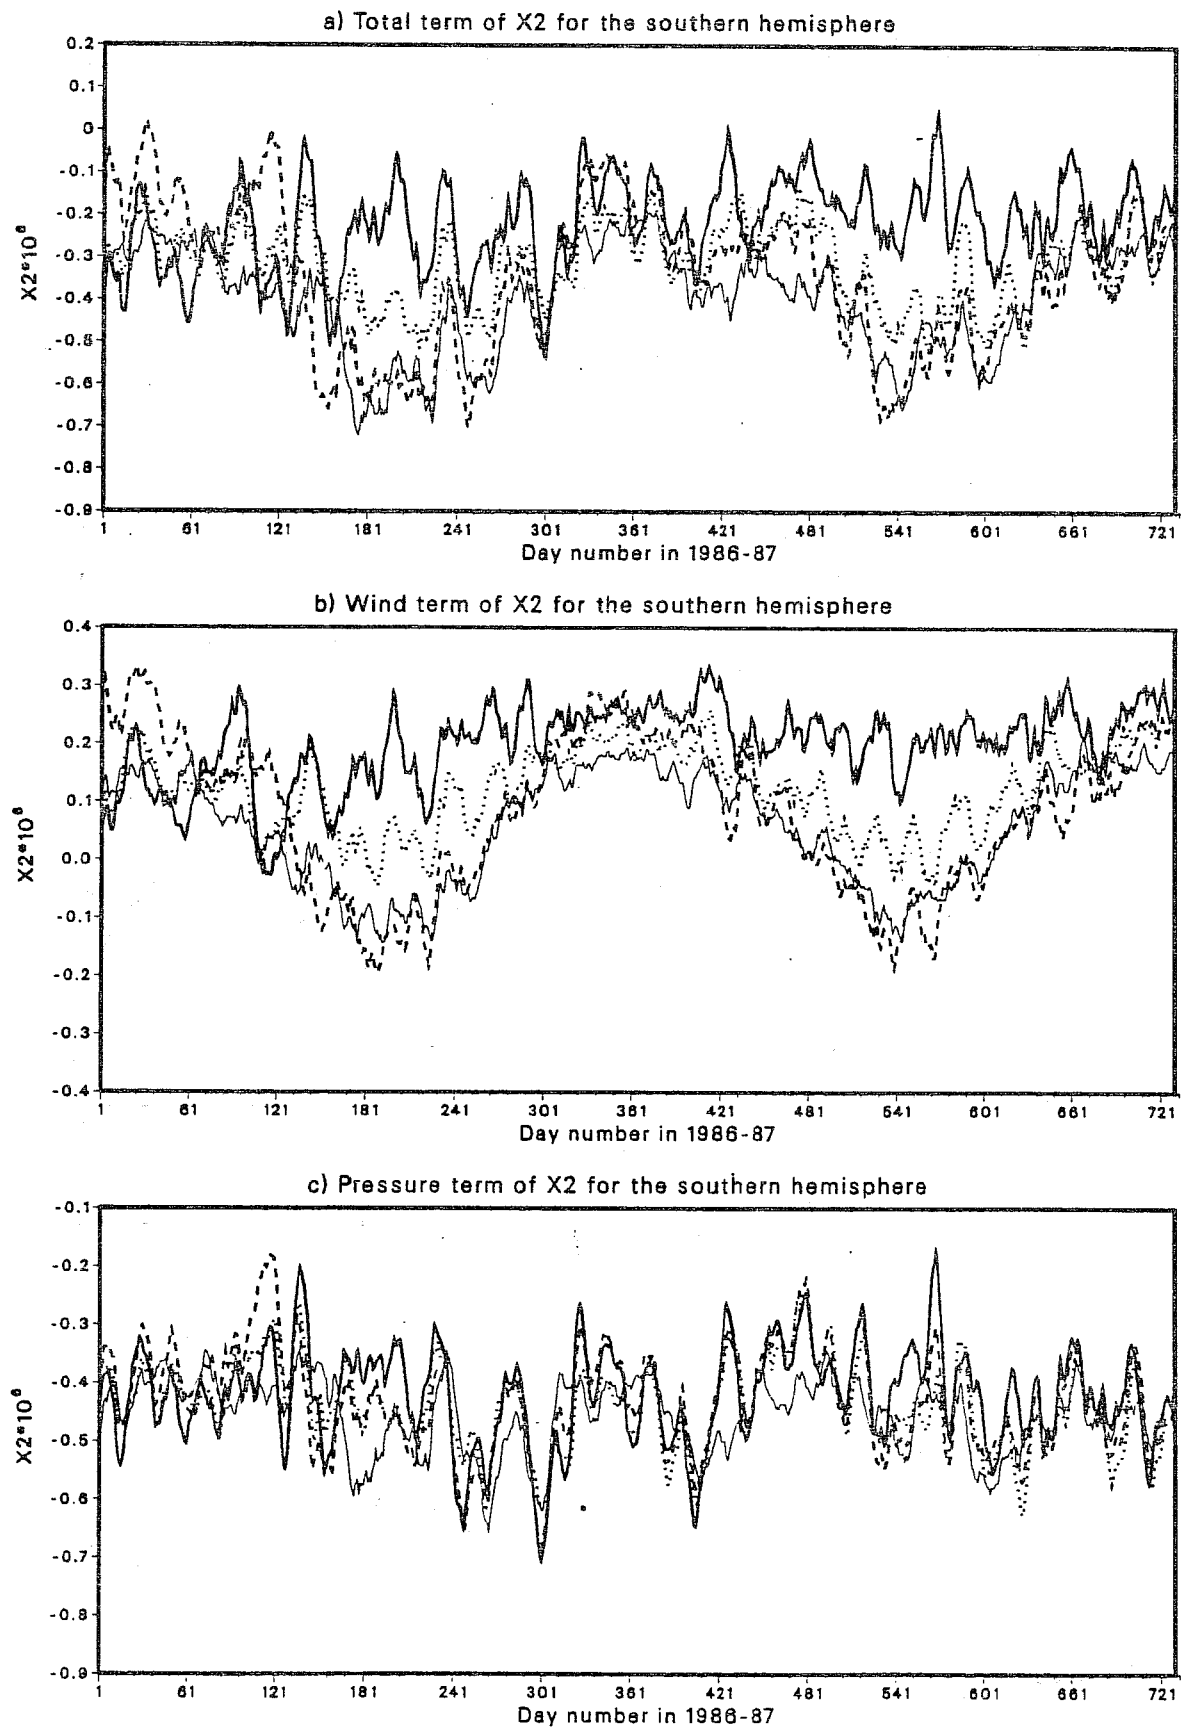 a) Total term of X2 for the southern hemisphere
0.2
0.1
0
-0.1
-0.2
-0.3
-0.4
-0.5
-0.6
-0.7
-0.8
-0.9
X2*10⁶
1 61 121 181 241 301 361 421 481 541 601 661 721
Day number in 1986-87
b) Wind term of X2 for the southern hemisphere
0.4
0.3
0.2
0.1
0.0
-0.1
-0.2
-0.3
-0.4
X2*10⁶
1 61 121 181 241 301 361 421 481 541 601 661 721
Day number in 1986-87
c) Pressure term of X2 for the southern hemisphere
-0.1
-0.2
-0.3
-0.4
-0.5
-0.6
-0.7
-0.8
-0.9
X2*10⁶
1 61 121 181 241 301 361 421 481 541 601 661 721
Day number in 1986-87